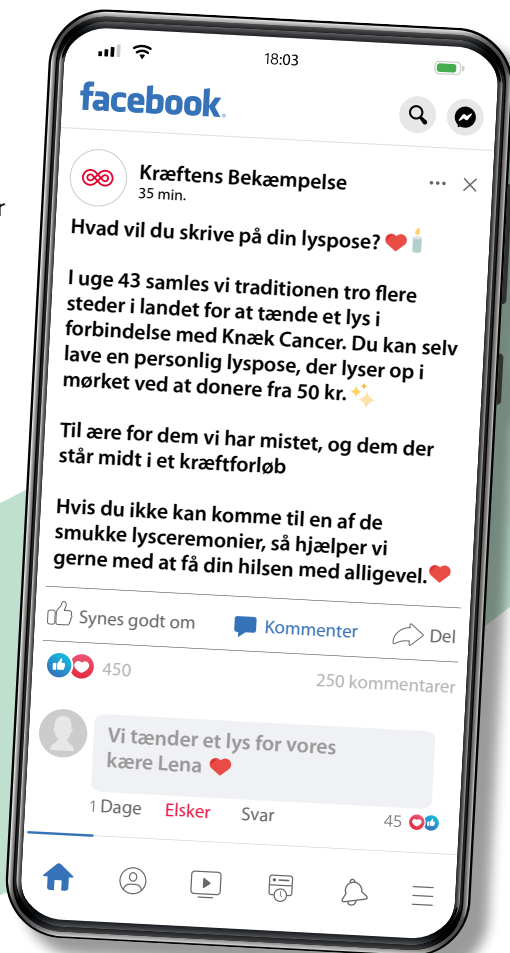 18:03
facebook.
r
Kræftens Bekæmpelse
35 min.
Hvad vil du skrive på din lyspose? ❤️🕯️
I uge 43 samles vi traditionen tro flere
steder i landet for at tænde et lys i
forbindelse med Knæk Cancer. Du kan selv
lave en personlig lyspose, der lyser op i
mørket ved at donere fra 50 kr. ✨
Til ære for dem vi har mistet, og dem der
står midt i et kræftforløb
Hvis du ikke kan komme til en af de
smukke lysceremonier, så hjælper vi
gerne med at få din hilsen med alligevel.❤️
Synes godt om Kommenter Del
450 250 kommentarer
Vi tænder et lys for vores
kære Lena ❤️
1 Dage Elsker Svar 45